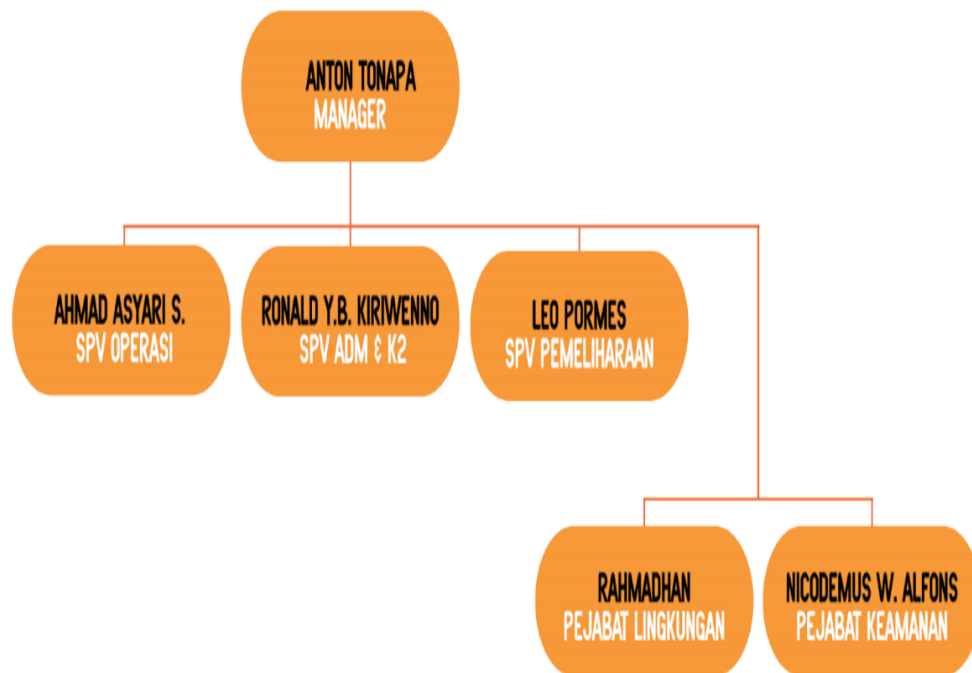 ANTON TONAPA
MANAGER
AHMAD ASYARI S.
SPV OPERASI
RONALD Y.B. KIRIWENNO
SPV ADM & K2
LEO PORMES
SPV PEMELIHARAAN
RAHMADHAN
PEJABAT LINGKUNGAN
NICODEMUS W. ALFONS
PEJABAT KEAMANAN